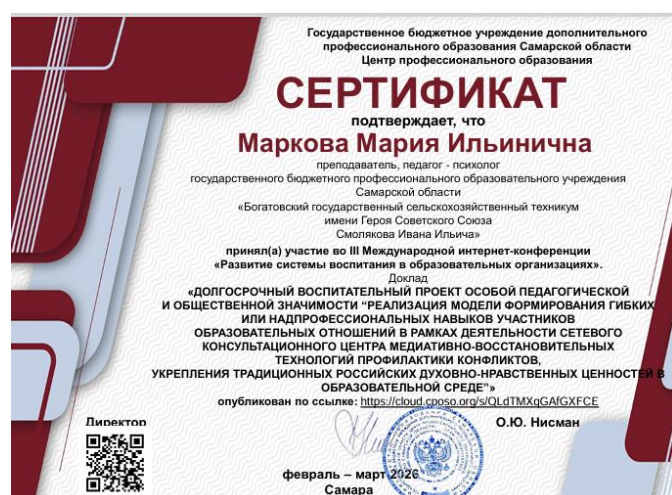 Государственное бюджетное учреждение дополнительного
профессионального образования Самарской области
Центр профессионального образования
СЕРТИФИКАТ
подтверждает, что
Маркова Мария Ильинична
преподаватель, педагог - психолог
государственного бюджетного профессионального образовательного учреждения
Самарской области
«Богатовский государственный сельскохозяйственный техникум
имени Героя Советского Союза
Смолякова Ивана Ильича»
принял(а) участие во III Международной интернет-конференции
«Развитие системы воспитания в образовательных организациях».
Доклад
«ДОЛГОСРОЧНЫЙ ВОСПИТАТЕЛЬНЫЙ ПРОЕКТ ОСОБОЙ ПЕДАГОГИЧЕСКОЙ
И ОБЩЕСТВЕННОЙ ЗНАЧИМОСТИ “РЕАЛИЗАЦИЯ МОДЕЛИ ФОРМИРОВАНИЯ ГИБКИХ
ИЛИ НАДПРОФЕССИОНАЛЬНЫХ НАВЫКОВ УЧАСТНИКОВ
ОБРАЗОВАТЕЛЬНЫХ ОТНОШЕНИЙ В РАМКАХ ДЕЯТЕЛЬНОСТИ СЕТЕВОГО
КОНСУЛЬТАЦИОННОГО ЦЕНТРА МЕДИАТИВНО-ВОССТАНОВИТЕЛЬНЫХ
ТЕХНОЛОГИЙ ПРОФИЛАКТИКИ КОНФЛИКТОВ,
УКРЕПЛЕНИЯ ТРАДИЦИОННЫХ РОССИЙСКИХ ДУХОВНО-НРАВСТВЕННЫХ ЦЕННОСТЕЙ В
ОБРАЗОВАТЕЛЬНОЙ СРЕДЕ”»
опубликован по ссылке: https://cloud.cposo.org/s/QLdTMXqGAfGXFCE
Директор О.Ю. Нисман
февраль – март 2026
Самара